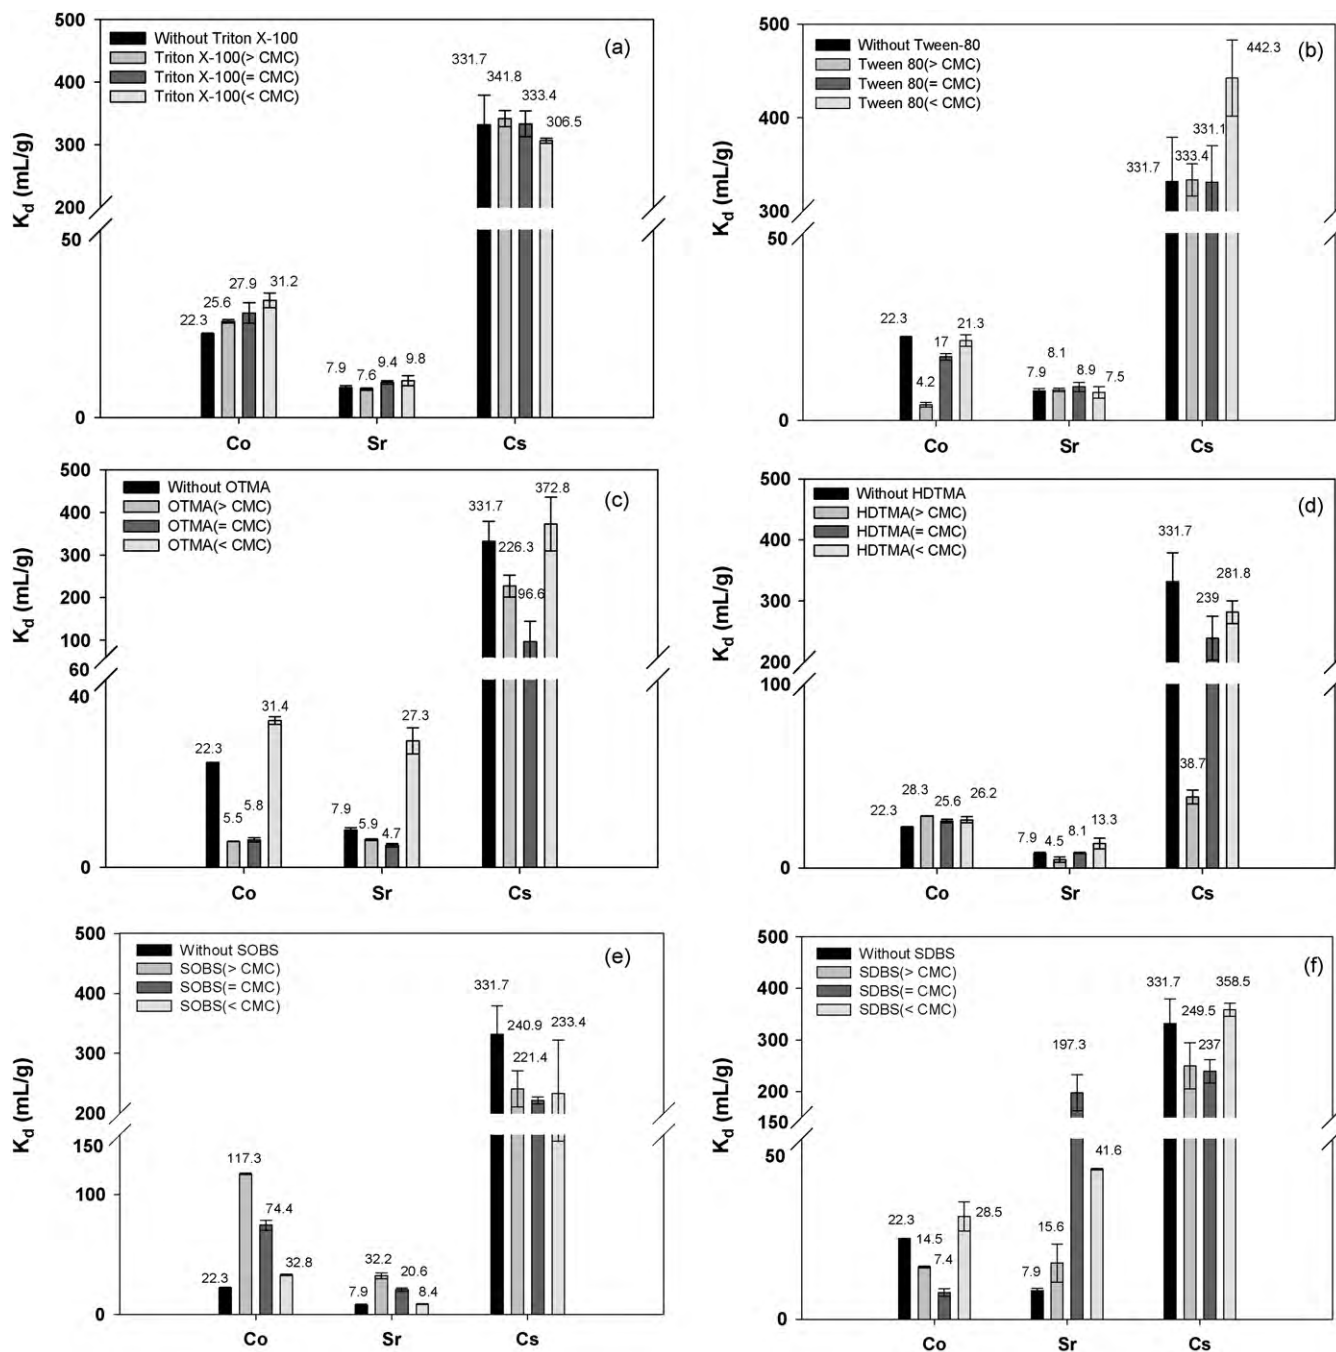 500
400
300
200
50
0
K_d (mL/g)
Without Triton X-100
Triton X-100(> CMC)
Triton X-100(= CMC)
Triton X-100(< CMC)
(a)
22.3
25.6
27.9
31.2
7.9
7.6
9.4
9.8
331.7
341.8
333.4
306.5
Co
Sr
Cs
500
400
300
50
0
K_d (mL/g)
Without Tween-80
Tween 80(> CMC)
Tween 80(= CMC)
Tween 80(< CMC)
(b)
22.3
4.2
17
21.3
7.9
8.1
8.9
7.5
331.7
333.4
331.1
442.3
Co
Sr
Cs
500
400
300
200
100
60
40
0
K_d (mL/g)
Without OTMA
OTMA(> CMC)
OTMA(= CMC)
OTMA(< CMC)
(c)
22.3
5.5
5.8
31.4
7.9
5.9
4.7
27.3
331.7
226.3
96.6
372.8
Co
Sr
Cs
500
400
300
200
100
0
K_d (mL/g)
Without HDTMA
HDTMA(> CMC)
HDTMA(= CMC)
HDTMA(< CMC)
(d)
22.3
28.3
25.6
26.2
7.9
4.5
8.1
13.3
331.7
38.7
239
281.8
Co
Sr
Cs
500
400
300
200
150
100
0
K_d (mL/g)
Without SOBS
SOBS(> CMC)
SOBS(= CMC)
SOBS(< CMC)
(e)
22.3
117.3
74.4
32.8
7.9
32.2
20.6
8.4
331.7
240.9
221.4
233.4
Co
Sr
Cs
500
400
300
200
150
50
0
K_d (mL/g)
Without SDBS
SDBS(> CMC)
SDBS(= CMC)
SDBS(< CMC)
(f)
22.3
14.5
7.4
28.5
7.9
15.6
197.3
41.6
331.7
249.5
237
358.5
Co
Sr
Cs